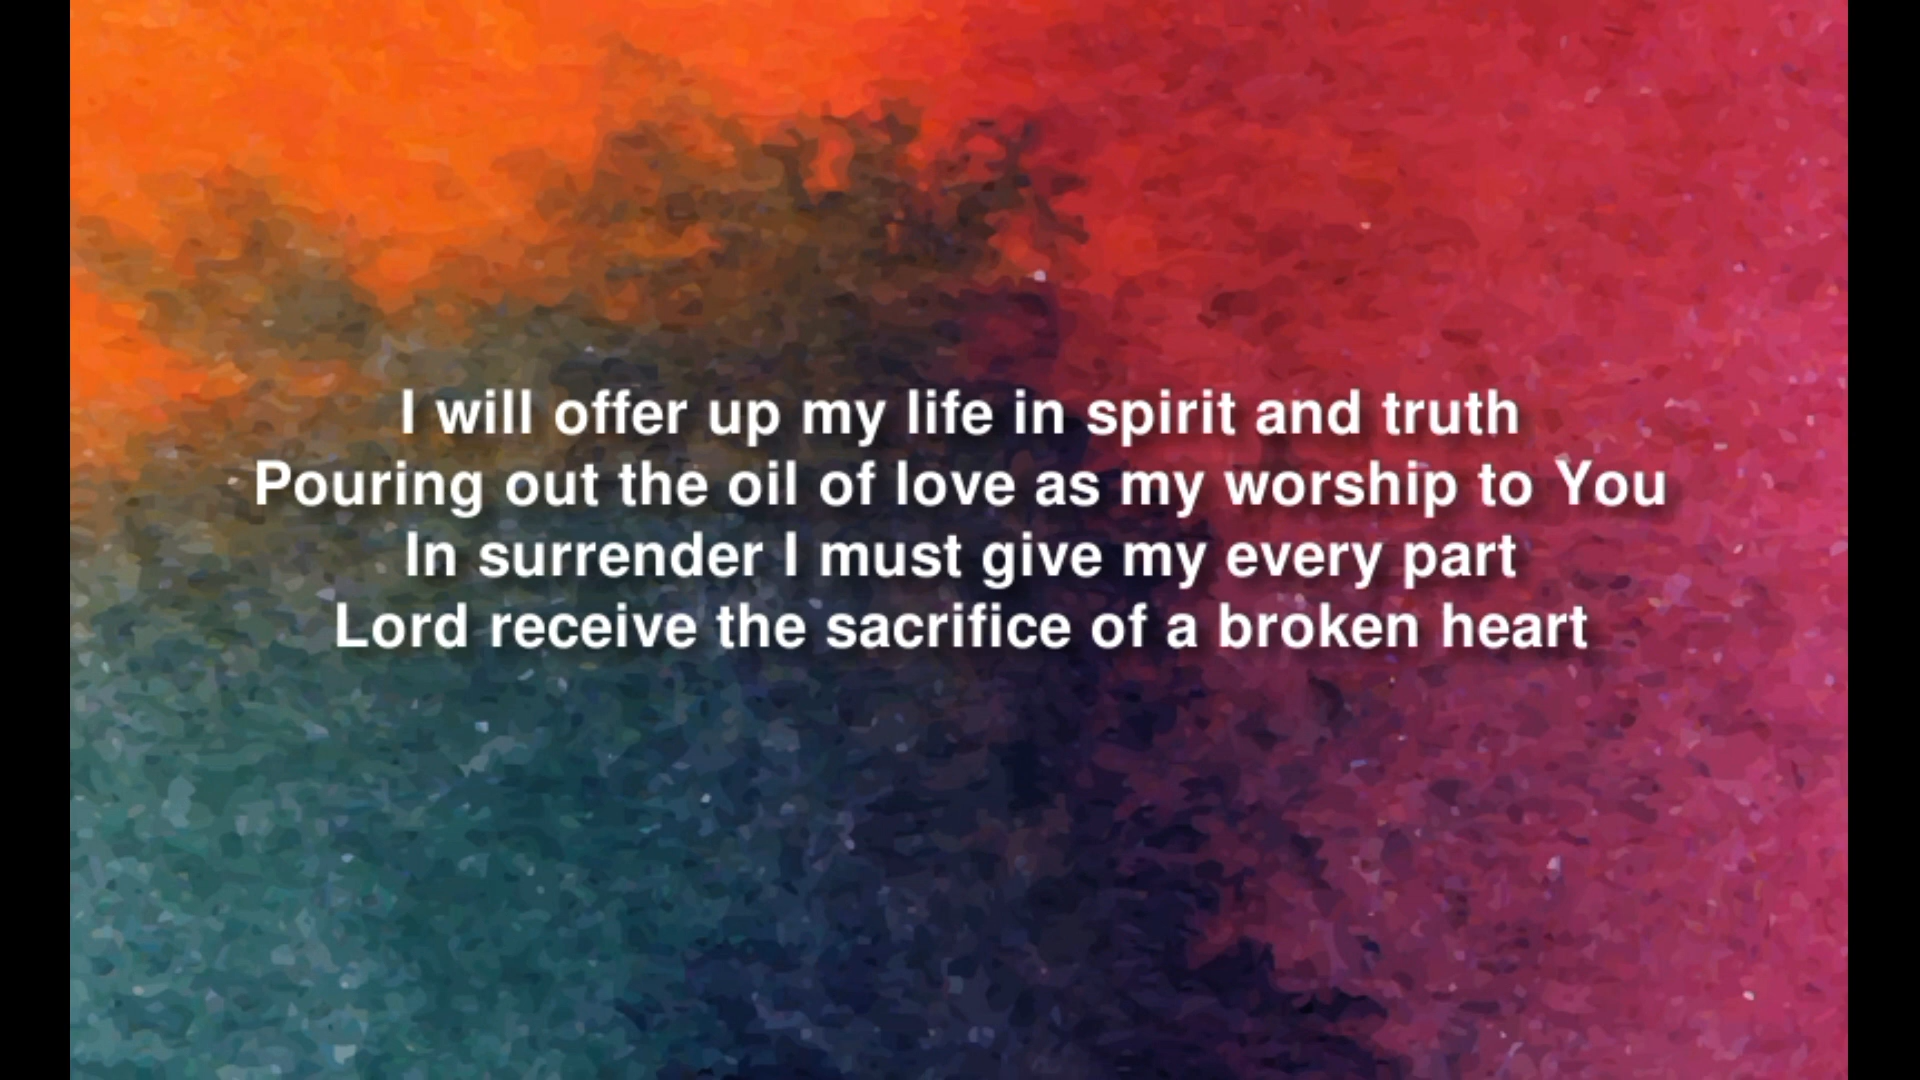 I will offer up my life in spirit and truth
Pouring out the oil of love as my worship to You
In surrender I must give my every part
Lord receive the sacrifice of a broken heart